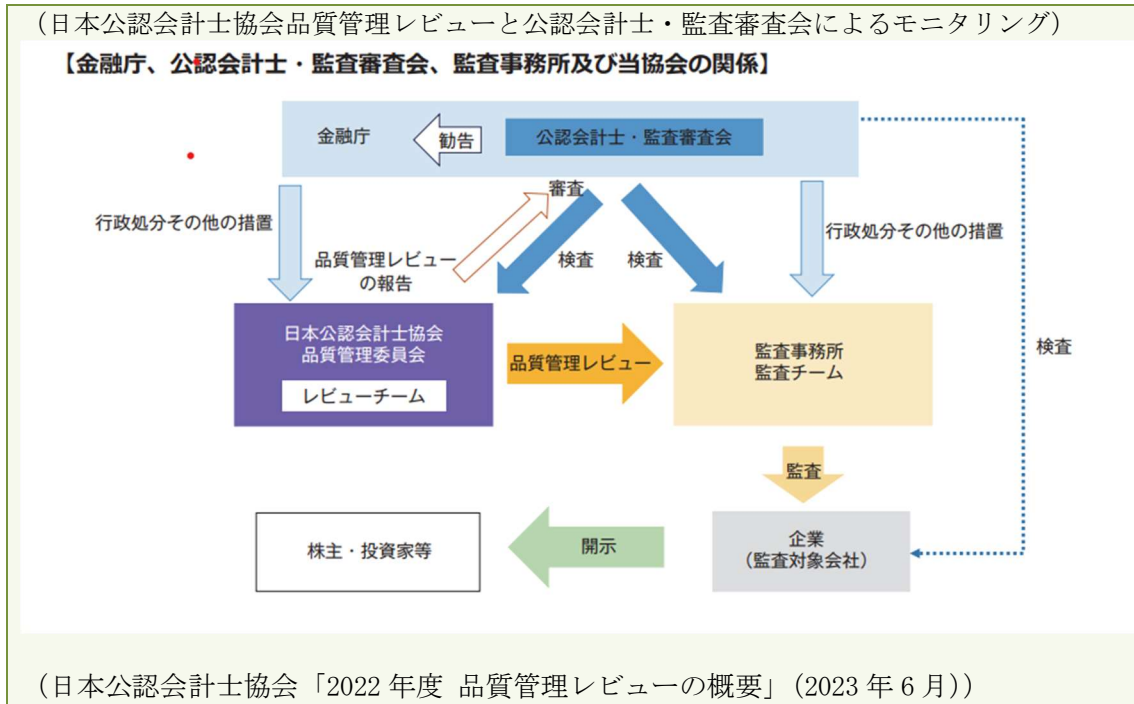 (日本公認会計士協会品質管理レビューと公認会計士・監査審査会によるモニタリング)
【金融庁、公認会計士・監査審査会、監査事務所及び当協会の関係】
金融庁
勧告
公認会計士・監査審査会
審査
行政処分その他の措置
行政処分その他の措置
品質管理レビュー
の報告
検査
検査
検査
日本公認会計士協会
品質管理委員会
レビューチーム
品質管理レビュー
監査事務所
監査チーム
監査
株主・投資家等
開示
企業
(監査対象会社)
(日本公認会計士協会「2022 年度 品質管理レビューの概要」(2023 年 6 月))